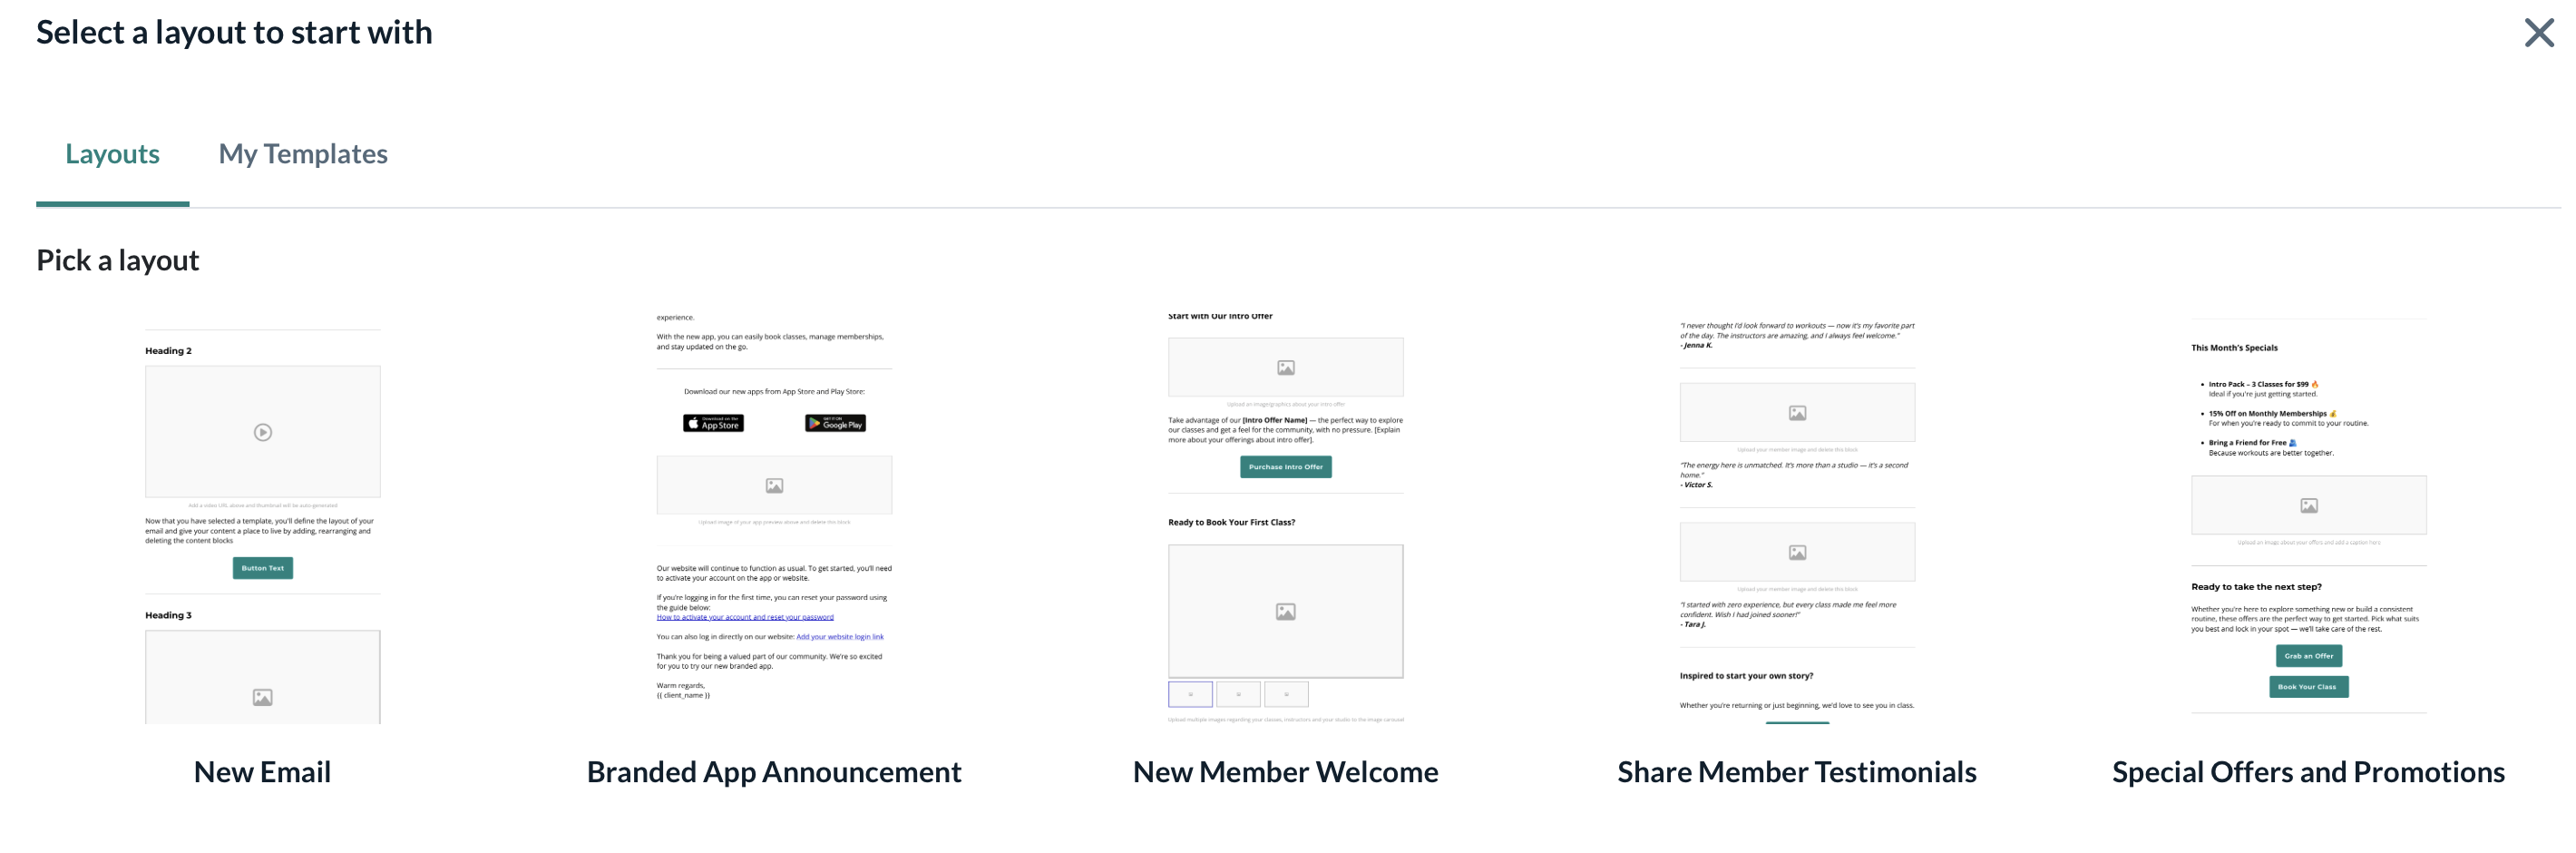 Select a layout to start with
Layouts
My Templates
Pick a layout
Heading 2
Add a video URL above and thumbnail will be auto-generated
Now that you have selected a template, you'll define the layout of your
email and give your content a place to live by adding, rearranging and
deleting the content blocks
Button Text
Heading 3
New Email
experience.
With the new app, you can easily book classes, manage memberships,
and stay updated on the go.
Download our new apps from App Store and Play Store:
Download on the
App Store
GET IT ON
Google Play
Upload image of your app preview above and delete this block
Our website will continue to function as usual. To get started, you'll need
to activate your account on the app or website.
If you're logging in for the first time, you can reset your password using
the guide below:
How to activate your account and reset your password
You can also log in directly on our website: Add your website login link
Thank you for being a valued part of our community. We're so excited
for you to try our new branded app.
Warm regards,
{{ client_name }}
Branded App Announcement
Start with Our Intro Offer
Upload an image/graphics about your intro offer
Take advantage of our [Intro Offer Name] — the perfect way to explore
our classes and get a feel for the community, with no pressure. [Explain
more about your offerings about intro offer].
Purchase Intro Offer
Ready to Book Your First Class?
Upload multiple images regarding your classes, instructors and your studio to the image carousel
New Member Welcome
"I never thought I'd look forward to workouts — now it's my favorite part
of the day. The instructors are amazing, and I always feel welcome."
- Jenna K.
Upload your member image and delete this block
"The energy here is unmatched. It's more than a studio — it's a second
home."
- Victor S.
Upload your member image and delete this block
"I started with zero experience, but every class made me feel more
confident. Wish I had joined sooner!"
- Tara J.
Inspired to start your own story?
Whether you're returning or just beginning, we'd love to see you in class.
Share Member Testimonials
This Month's Specials
• Intro Pack – 3 Classes for $99 🔥
Ideal if you're just getting started.
• 15% Off on Monthly Memberships 💰
For when you're ready to commit to your routine.
• Bring a Friend for Free 🫂
Because workouts are better together.
Upload an image about your offers and add a caption here
Ready to take the next step?
Whether you're here to explore something new or build a consistent
routine, these offers are the perfect way to get started. Pick what suits
you best and lock in your spot — we'll take care of the rest.
Grab an Offer
Book Your Class
Special Offers and Promotions